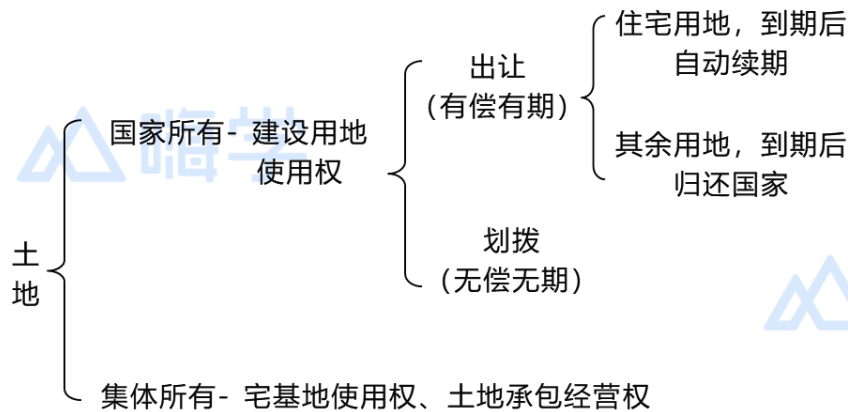 住宅用地，到期后
自动续期
出让
（有偿有期）
国家所有- 建设用地
使用权
其余用地，到期后
归还国家
嗨学
划拨
（无偿无期）
土
地
集体所有- 宅基地使用权、土地承包经营权